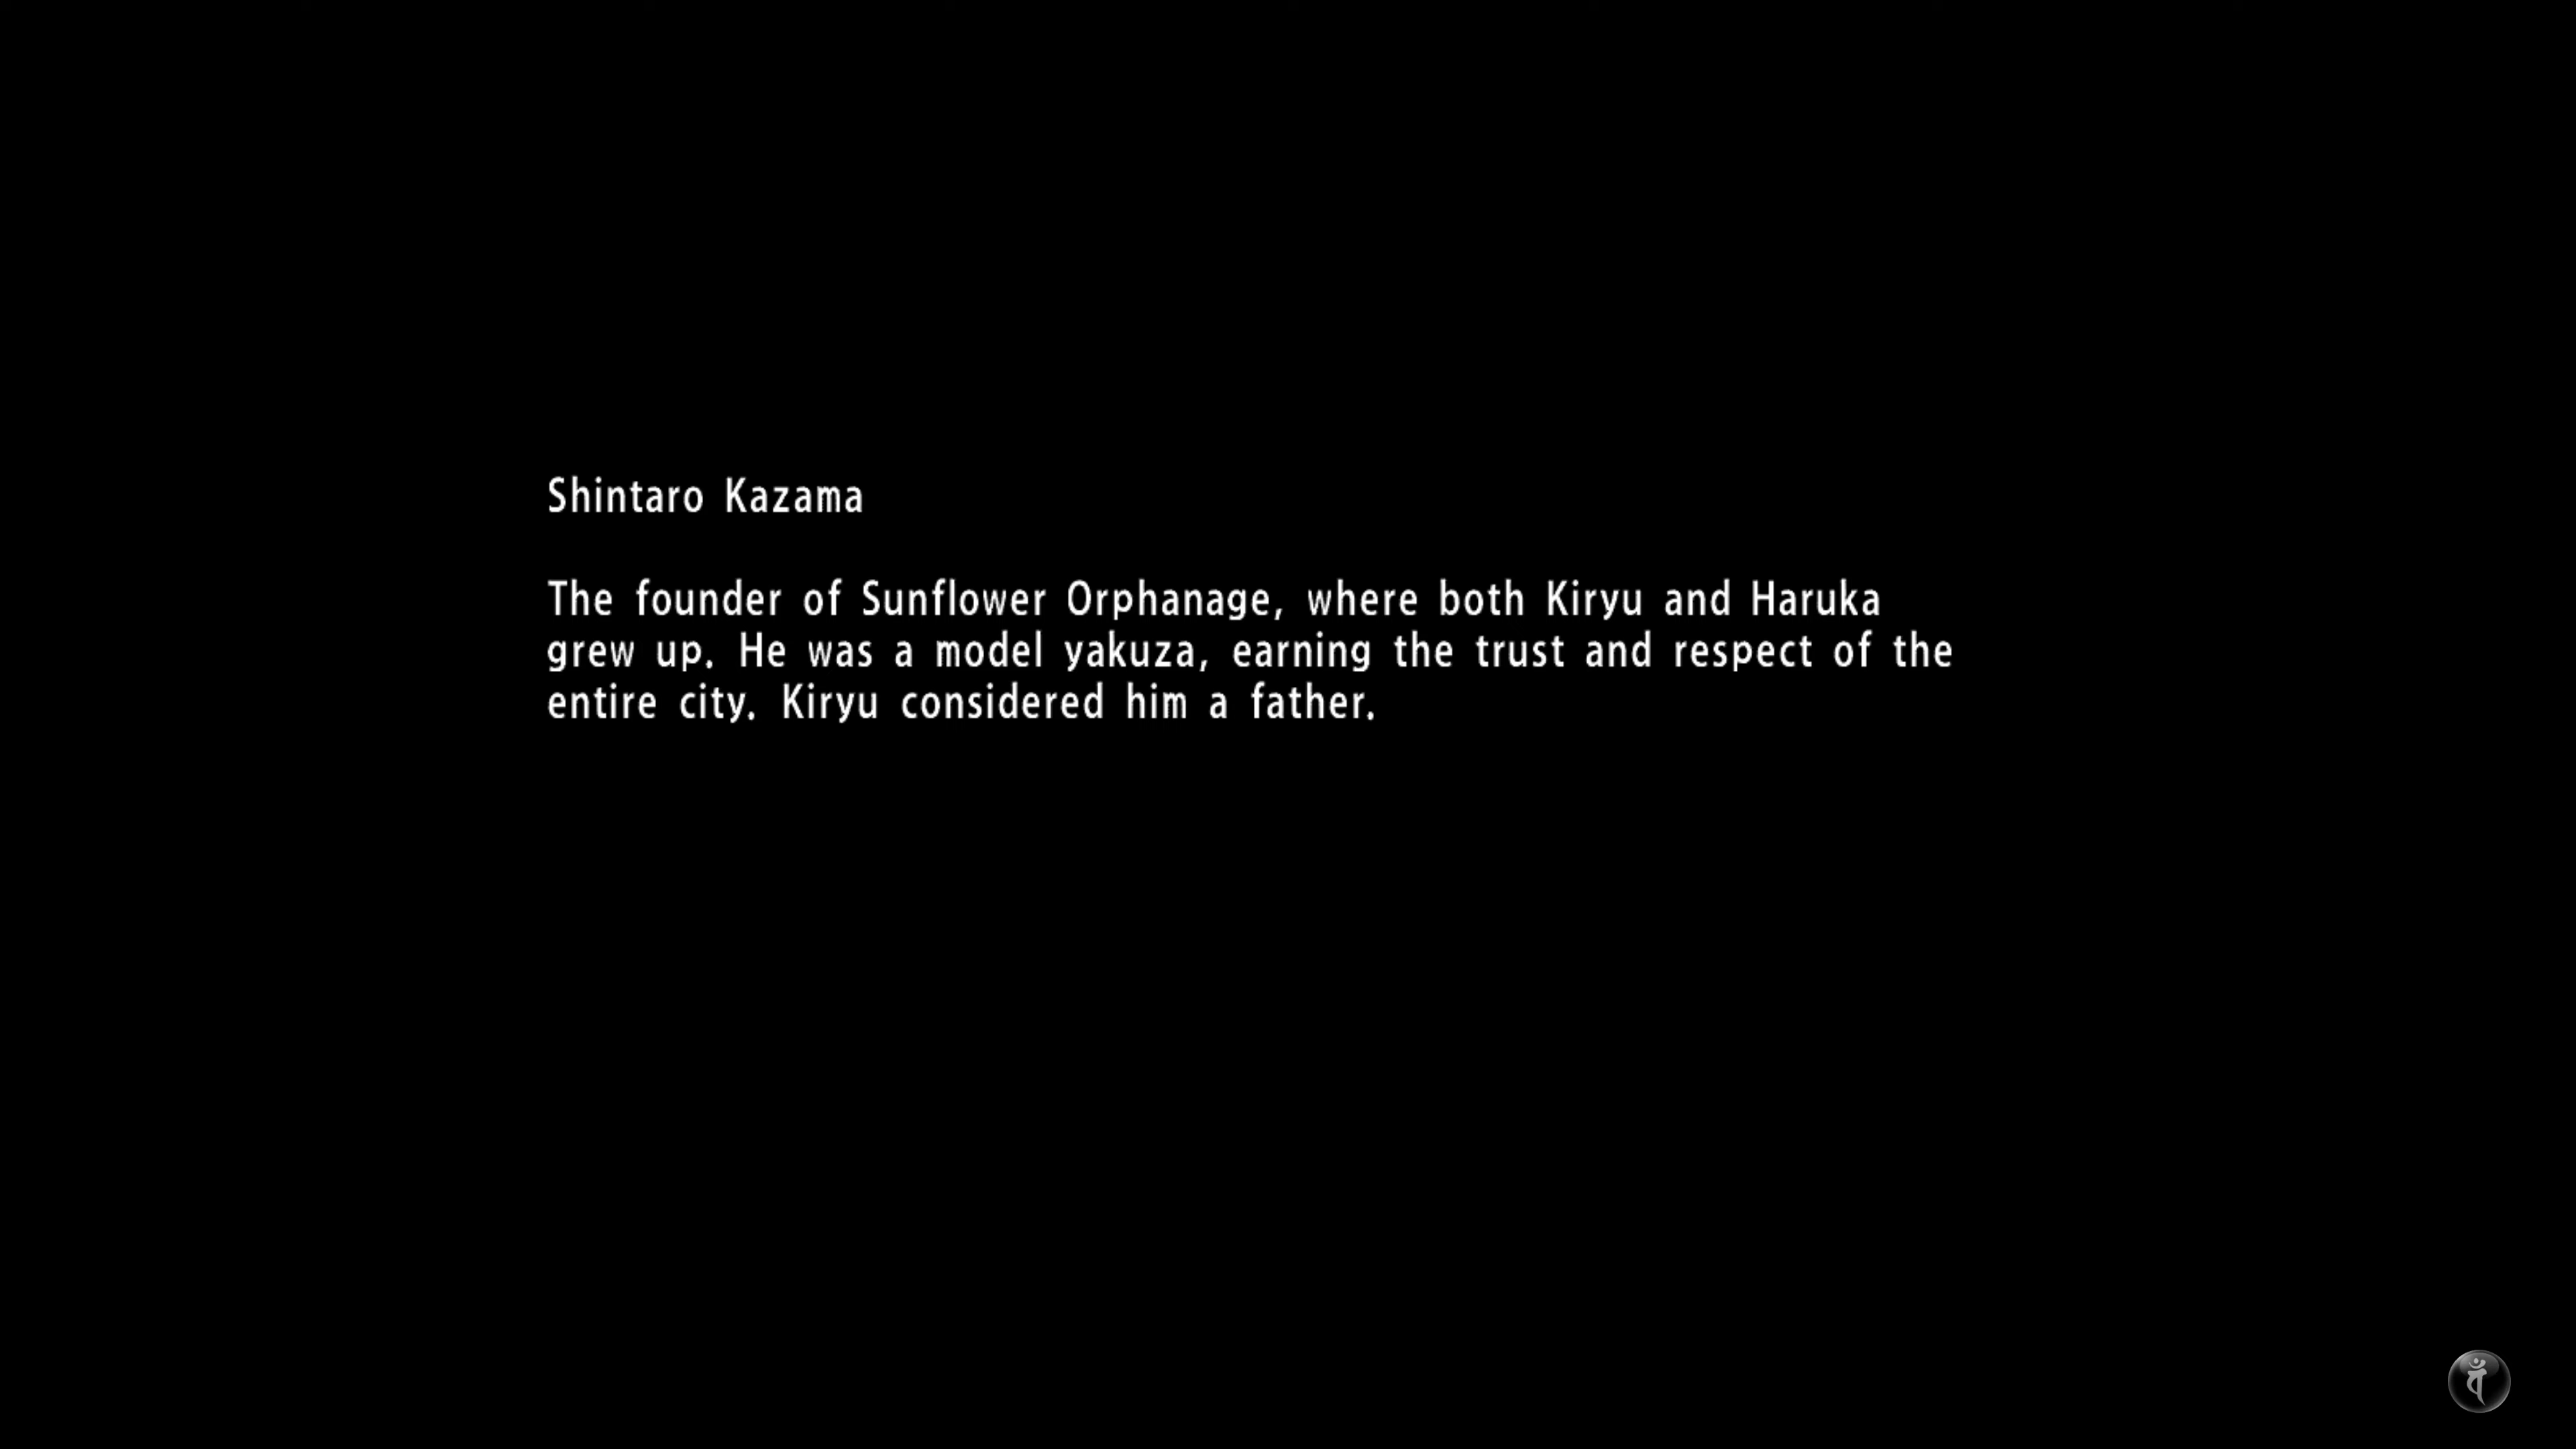 Shintaro Kazama
The founder of Sunflower Orphanage, where both Kiryu and Haruka
grew up. He was a model yakuza, earning the trust and respect of the
entire city. Kiryu considered him a father.